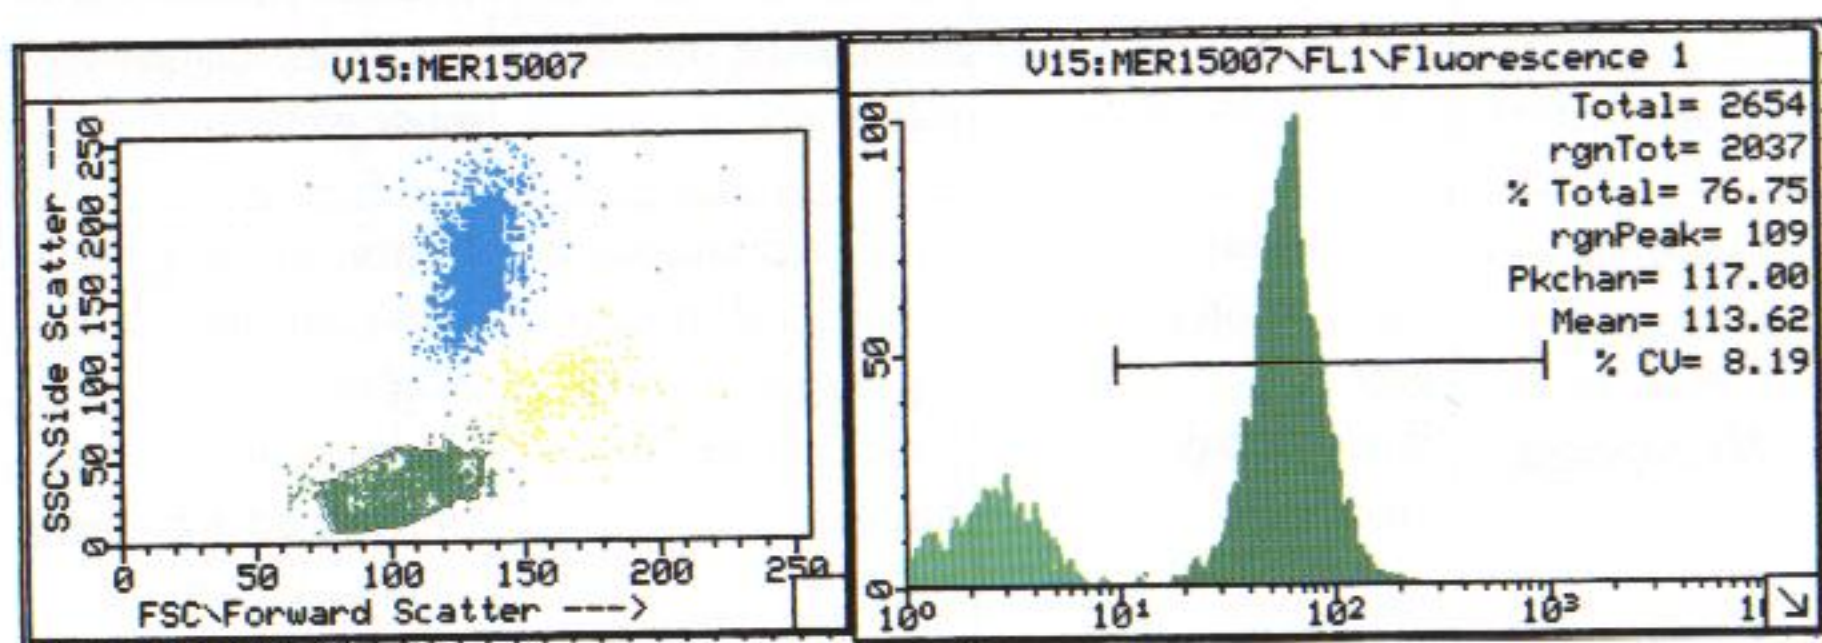 V15:MER15007
SSC\Side Scatter --->
250
200
150
100
50
0
0 50 100 150 200 250
FSC\Forward Scatter --->
V15:MER15007\FL1\Fluorescence 1
Total= 2654
rgnTot= 2037
% Total= 76.75
rgnPeak= 109
Pkchan= 117.00
Mean= 113.62
% CV= 8.19
100
50
0
10⁰ 10¹ 10² 10³